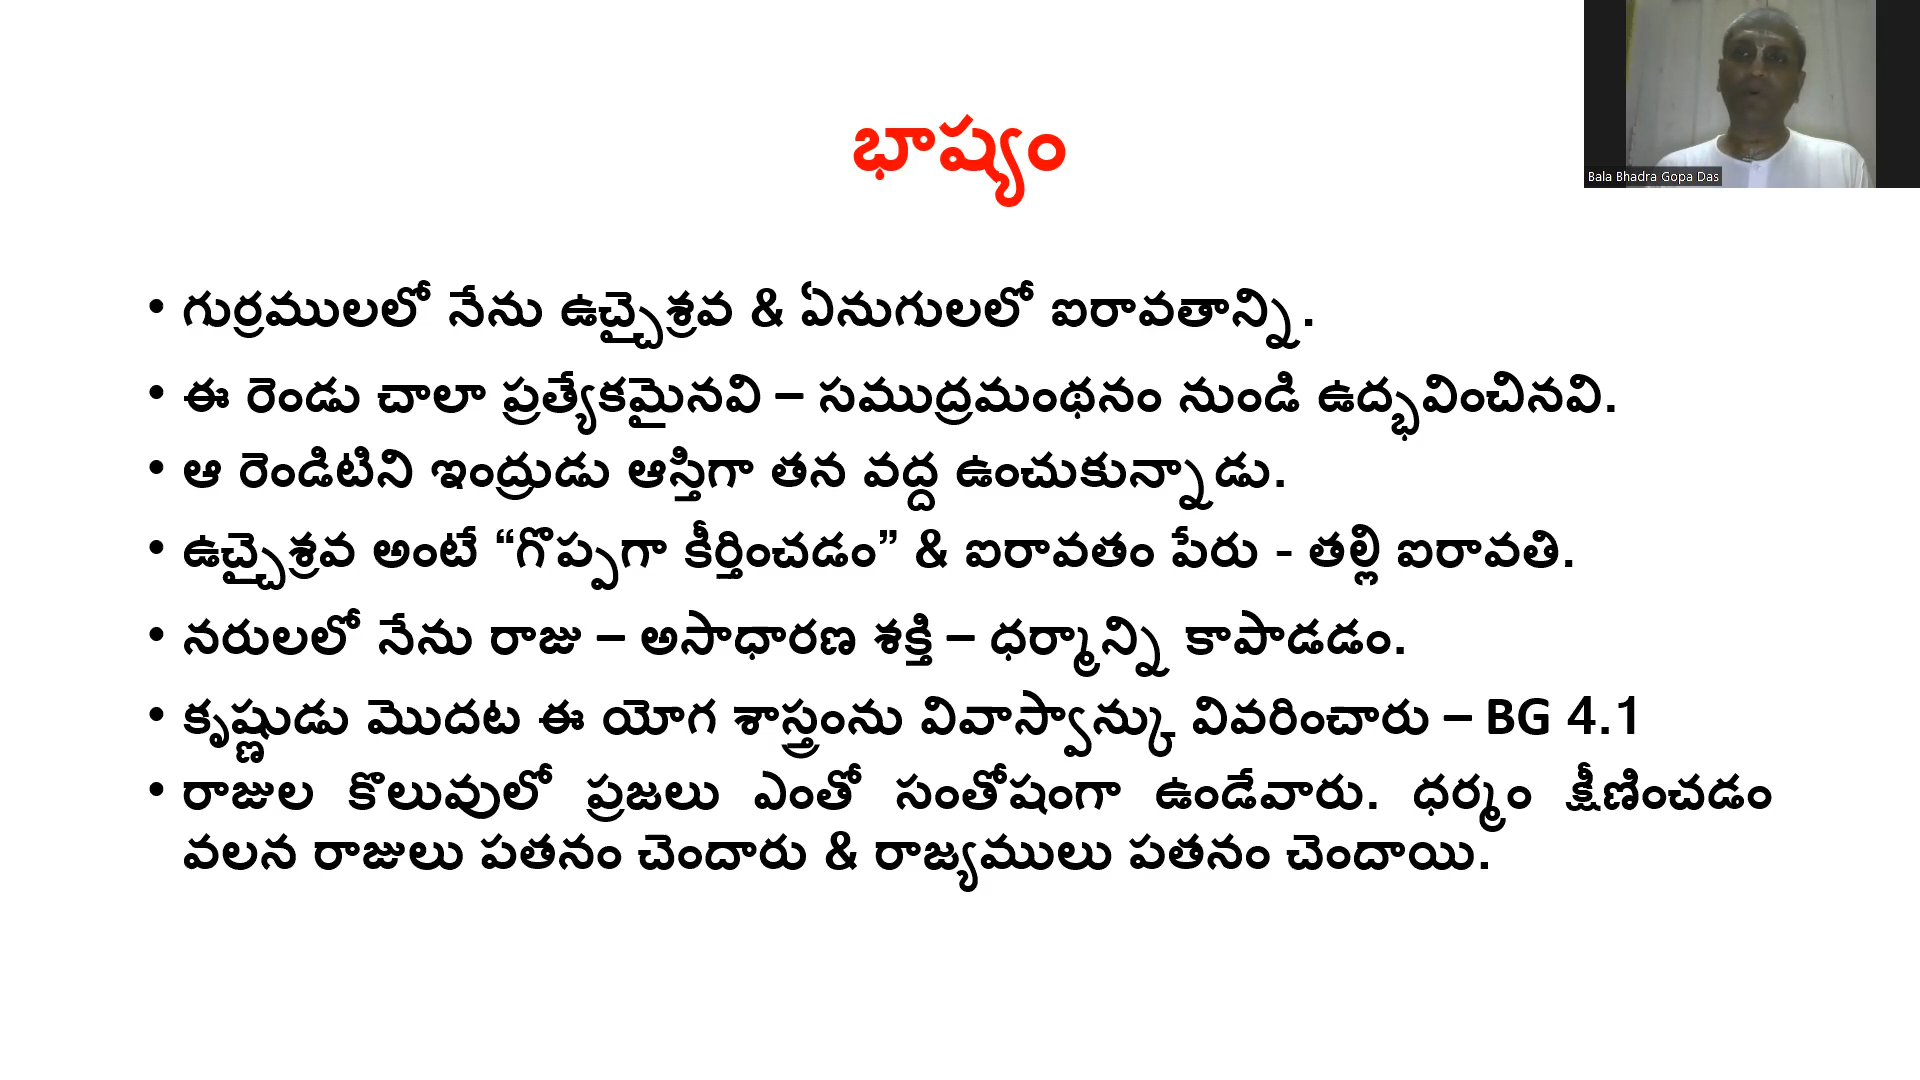 భాష్యం
Bala Bhadra Gopa Das
• గుర్రములలో నేను ఉచ్చైశ్రవ & ఏనుగులలో ఐరావతాన్ని.
• ఈ రెండు చాలా ప్రత్యేకమైనవి – సముద్రమంథనం నుండి ఉద్భవించినవి.
• ఆ రెండిటిని ఇంద్రుడు ఆస్తిగా తన వద్ద ఉంచుకున్నాడు.
• ఉచ్చైశ్రవ అంటే “గొప్పగా కీర్తించడం” & ఐరావతం పేరు - తల్లి ఐరావతి.
• నరులలో నేను రాజు – అసాధారణ శక్తి – ధర్మాన్ని కాపాడడం.
• కృష్ణుడు మొదట ఈ యోగ శాస్త్రంను వివాస్వాన్కు వివరించారు – BG 4.1
• రాజుల కొలువులో ప్రజలు ఎంతో సంతోషంగా ఉండేవారు. ధర్మం క్షీణించడం
వలన రాజులు పతనం చెందారు & రాజ్యములు పతనం చెందాయి.